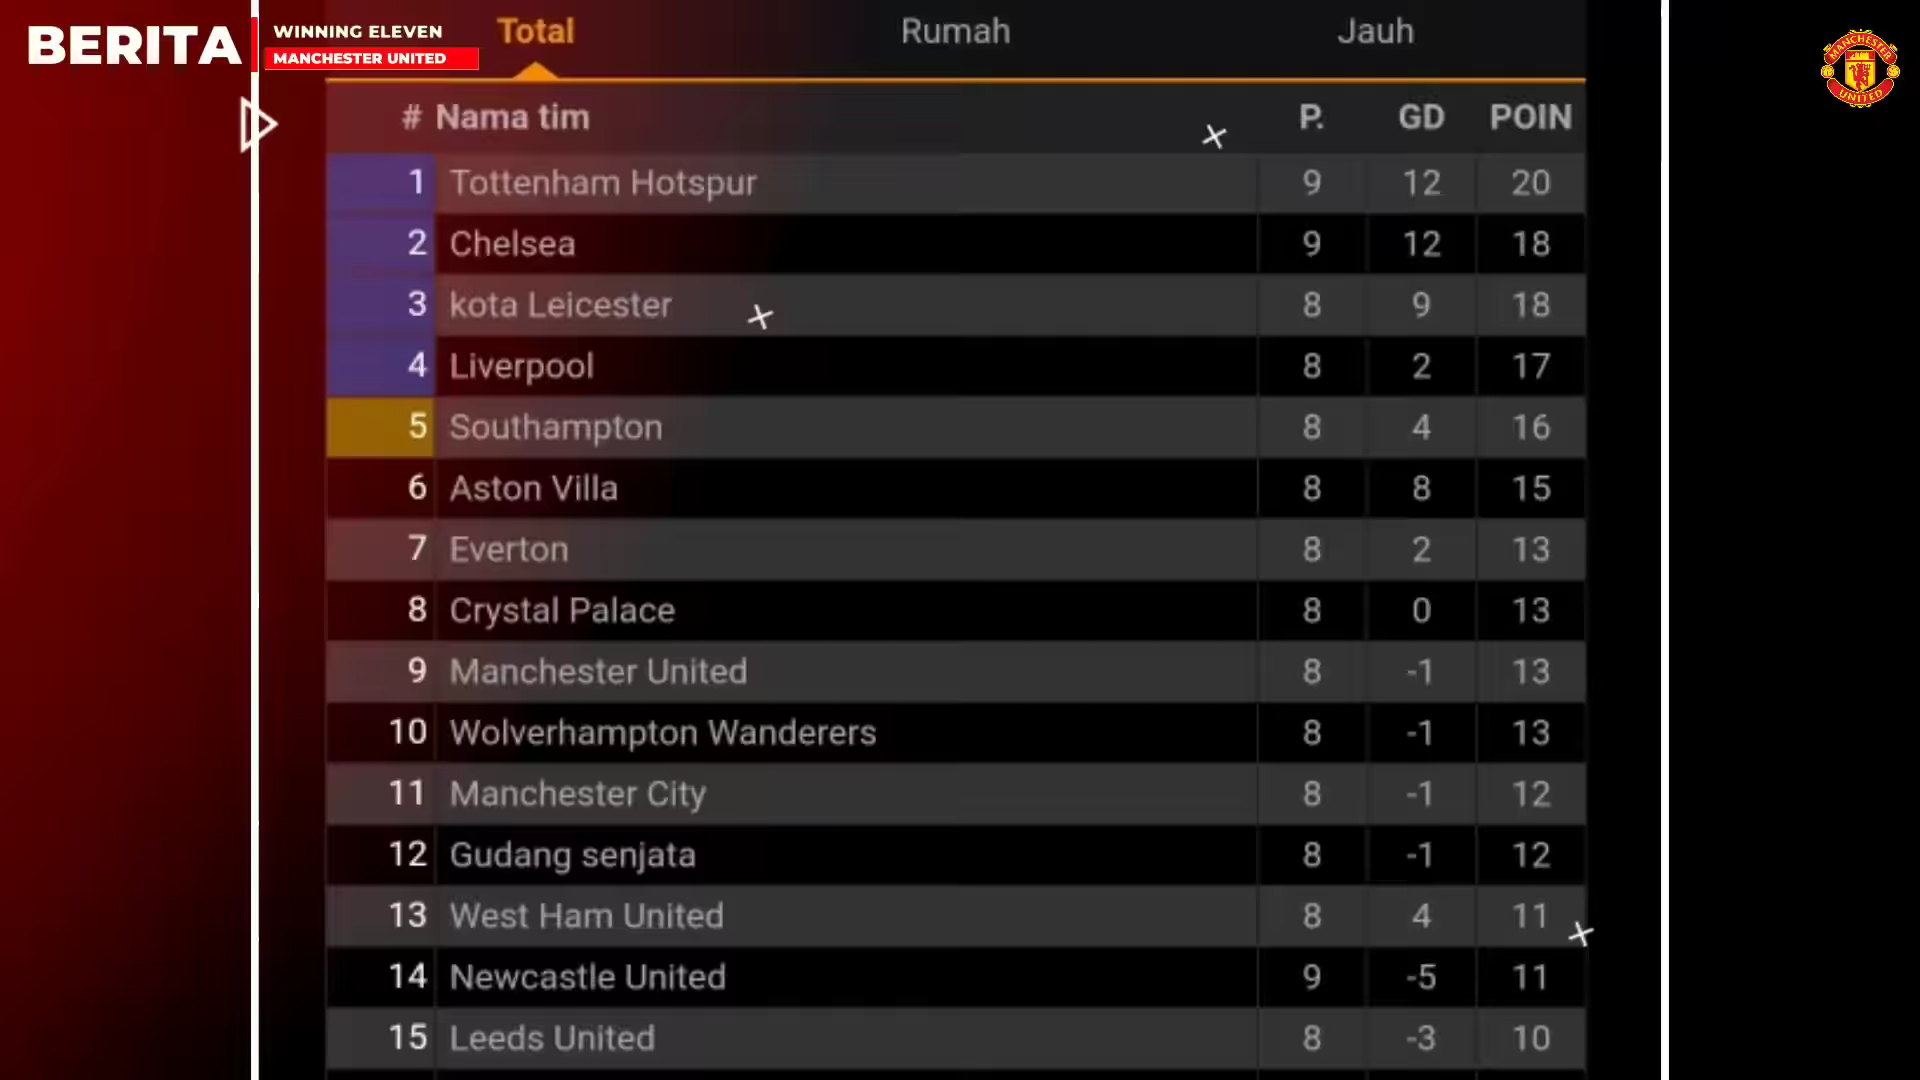 BERITA
WINNING ELEVEN
MANCHESTER UNITED
Total Rumah Jauh
MANCHESTER
UNITED
# Nama tim P. GD POIN
1 Tottenham Hotspur 9 12 20
2 Chelsea 9 12 18
3 kota Leicester 8 9 18
4 Liverpool 8 2 17
5 Southampton 8 4 16
6 Aston Villa 8 8 15
7 Everton 8 2 13
8 Crystal Palace 8 0 13
9 Manchester United 8 -1 13
10 Wolverhampton Wanderers 8 -1 13
11 Manchester City 8 -1 12
12 Gudang senjata 8 -1 12
13 West Ham United 8 4 11
14 Newcastle United 9 -5 11
15 Leeds United 8 -3 10